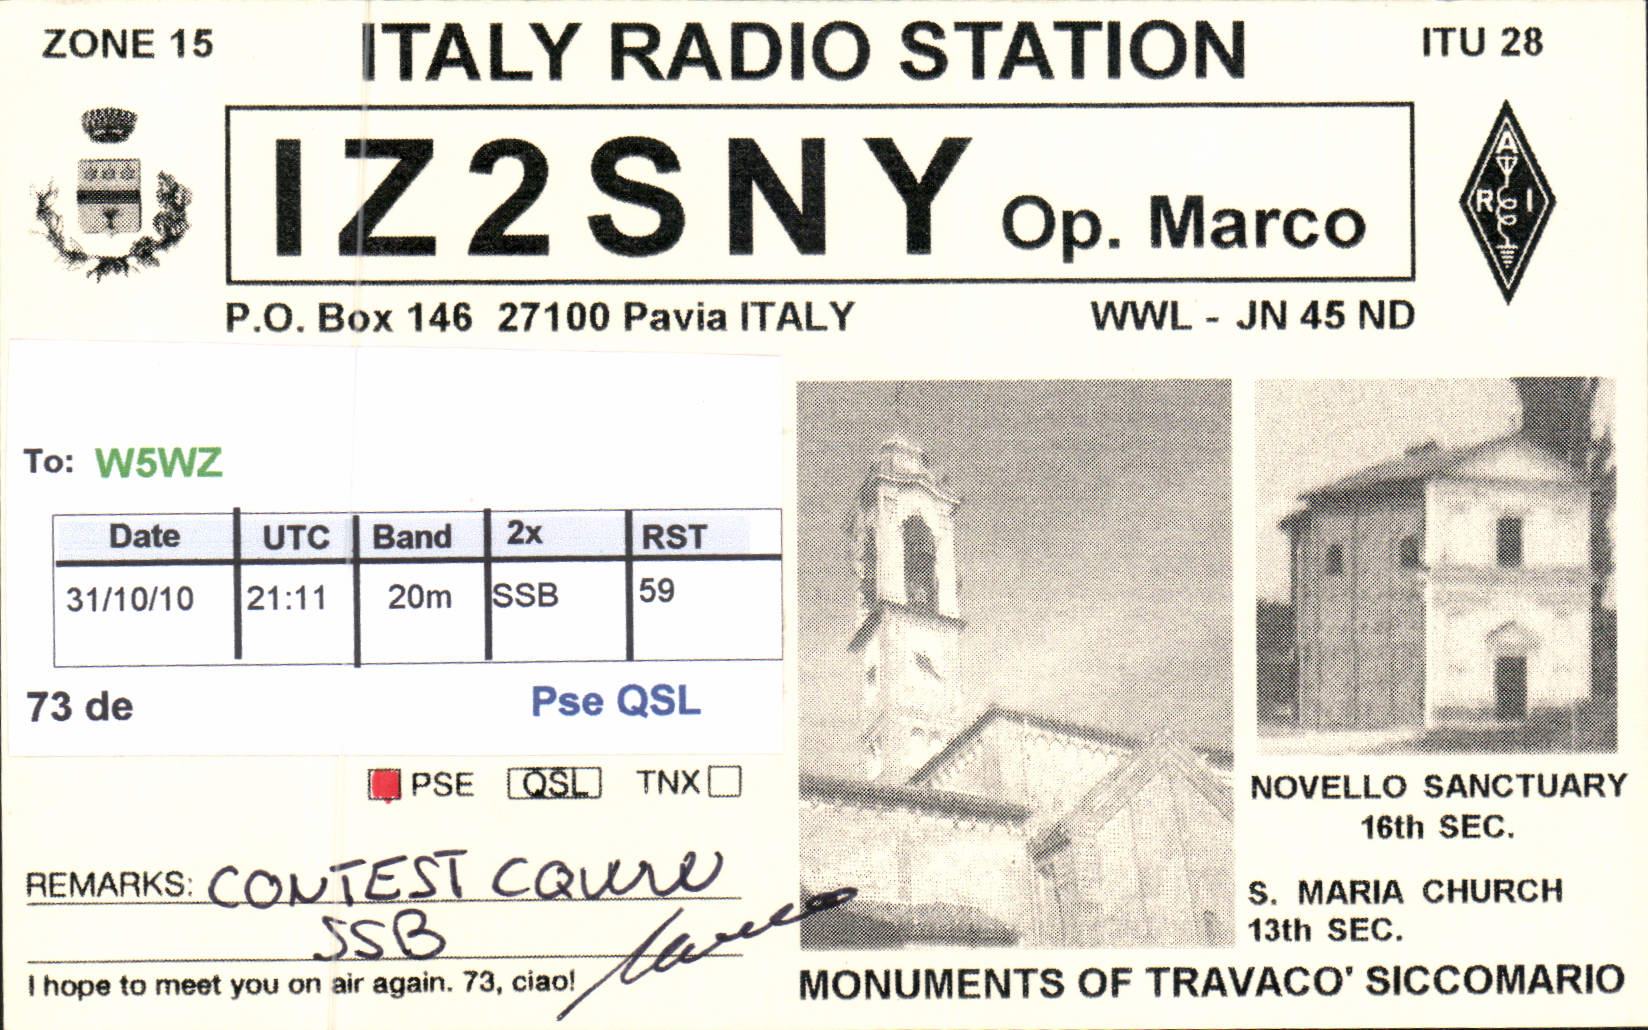 ZONE 15 ITALY RADIO STATION ITU 28
IZ2SNY Op. Marco
A
R I
P.O. Box 146 27100 Pavia ITALY WWL - JN 45 ND
To: W5WZ
Date UTC Band 2x RST
31/10/10 21:11 20m SSB 59
73 de Pse QSL
PSE QSL TNX
REMARKS: CONTEST CQWW
SSB
I hope to meet you on air again. 73, ciao!
Marco
NOVELLO SANCTUARY
16th SEC.
S. MARIA CHURCH
13th SEC.
MONUMENTS OF TRAVACO' SICCOMARIO